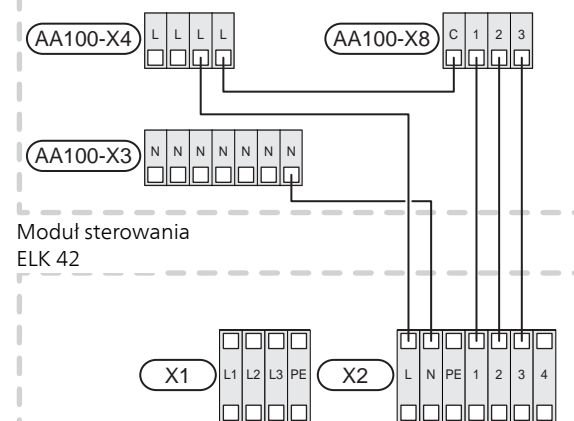 AA100-X4 L L L L
AA100-X8 C 1 2 3
AA100-X3 N N N N N N N
Moduł sterowania
ELK 42
X1 L1 L2 L3 PE
X2 L N PE 1 2 3 4